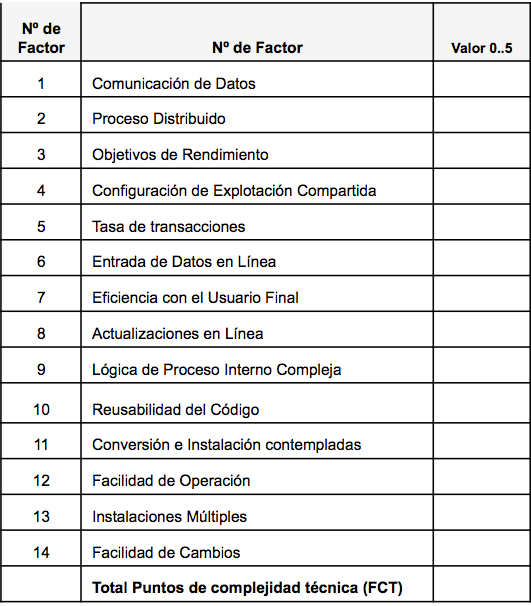 Nº de Factor Nº de Factor Valor 0..5
1 Comunicación de Datos
2 Proceso Distribuido
3 Objetivos de Rendimiento
4 Configuración de Explotación Compartida
5 Tasa de transacciones
6 Entrada de Datos en Línea
7 Eficiencia con el Usuario Final
8 Actualizaciones en Línea
9 Lógica de Proceso Interno Compleja
10 Reusabilidad del Código
11 Conversión e Instalación contempladas
12 Facilidad de Operación
13 Instalaciones Múltiples
14 Facilidad de Cambios
Total Puntos de complejidad técnica (FCT)